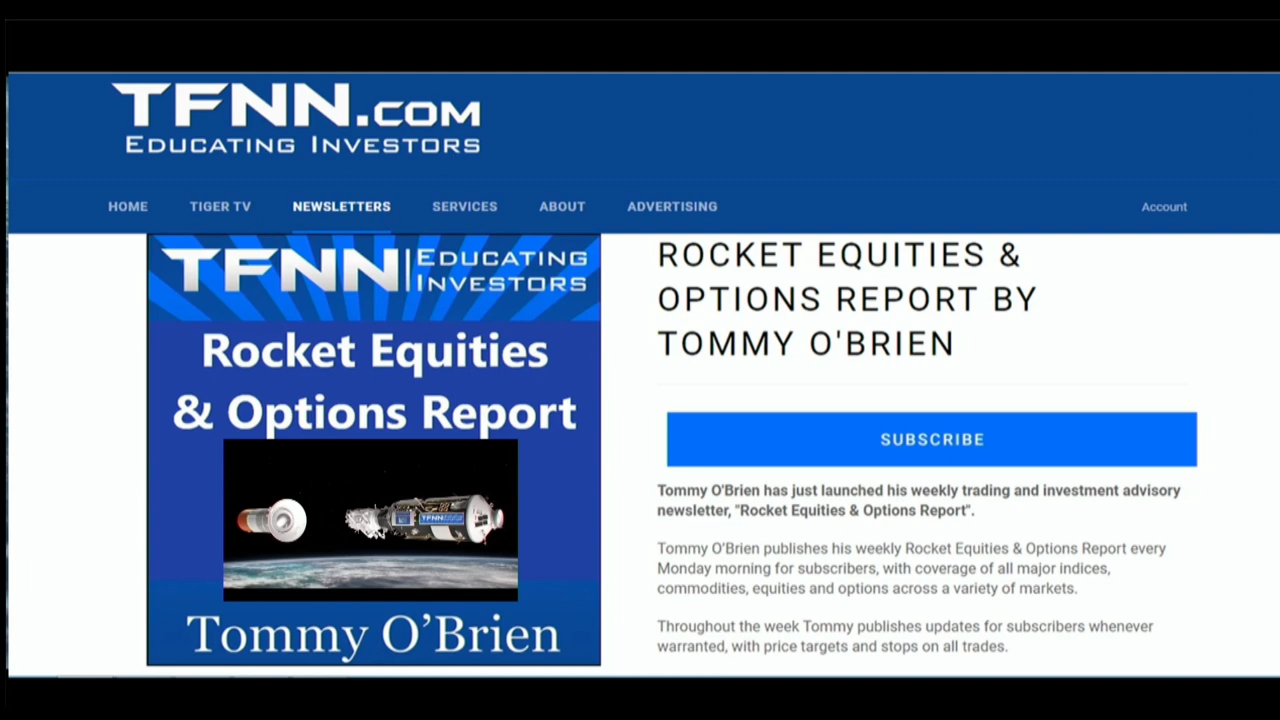 TFNN.COM
EDUCATING INVESTORS
HOME TIGER TV NEWSLETTERS SERVICES ABOUT ADVERTISING Account
TFNN EDUCATING
INVESTORS
Rocket Equities
& Options Report
TFNN
Tommy O’Brien
ROCKET EQUITIES &
OPTIONS REPORT BY
TOMMY O'BRIEN
SUBSCRIBE
Tommy O'Brien has just launched his weekly trading and investment advisory
newsletter, "Rocket Equities & Options Report".
Tommy O’Brien publishes his weekly Rocket Equities & Options Report every
Monday morning for subscribers, with coverage of all major indices,
commodities, equities and options across a variety of markets.
Throughout the week Tommy publishes updates for subscribers whenever
warranted, with price targets and stops on all trades.